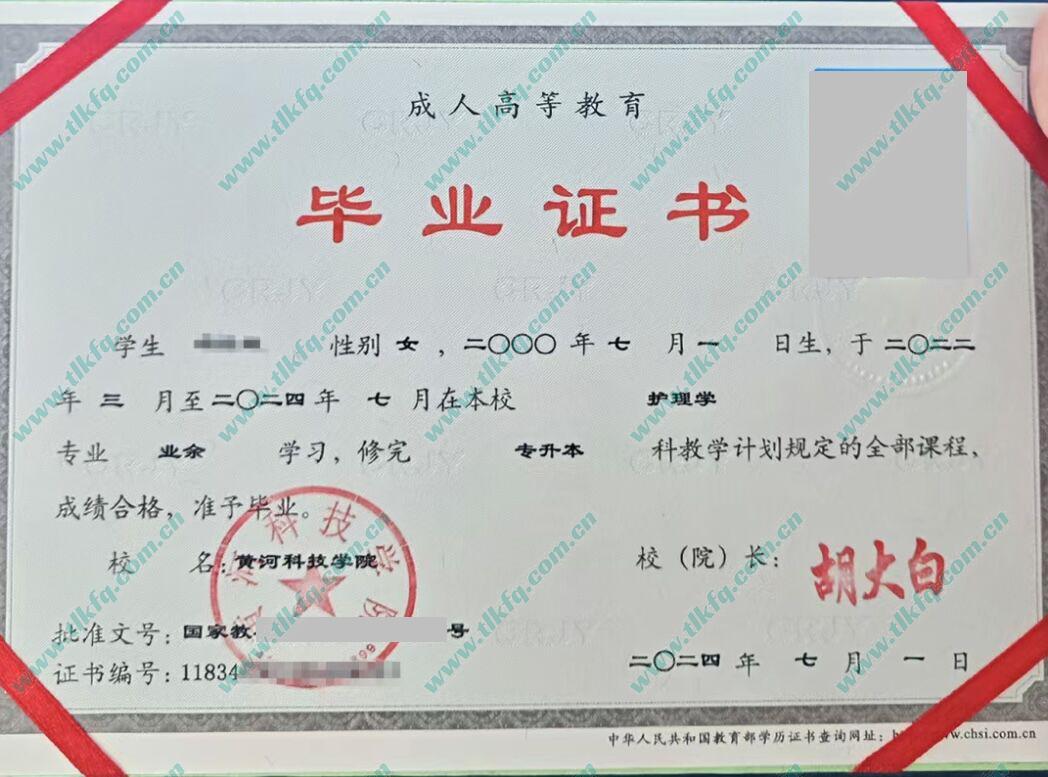 成人高等教育
毕业证书
学生 性别 女 ，二〇〇〇 年 七 月 一 日生，于 二〇二二
年 三 月至 二〇二四 年 七 月在本校 护理学
专业 业余 学习，修完 专升本 科教学计划规定的全部课程，
成绩合格，准予毕业。
校 名：黄河科技学院
校（院）长：胡大白
批准文号：国家教 号
证书编号：11834
二〇二四 年 七 月 一 日
中华人民共和国教育部学历证书查询网址：www.chsi.com.cn
www.tlkfq.com.cn